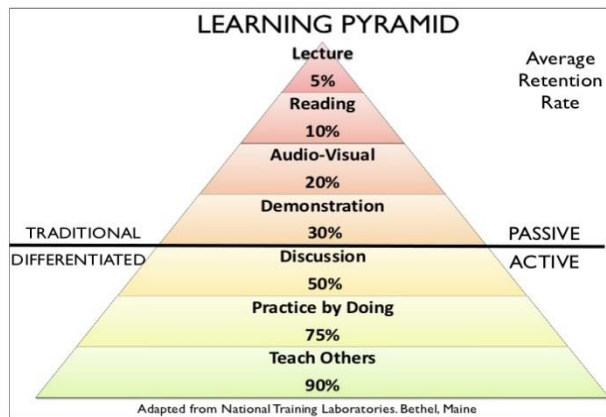 LEARNING PYRAMID
Lecture
5%
Average
Retention
Rate
Reading
10%
Audio-Visual
20%
Demonstration
30%
TRADITIONAL
PASSIVE
DIFFERENTIATED
ACTIVE
Discussion
50%
Practice by Doing
75%
Teach Others
90%
Adapted from National Training Laboratories. Bethel, Maine